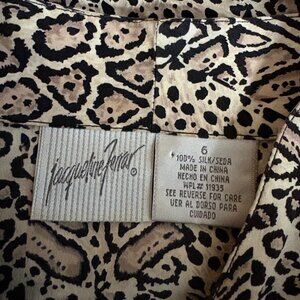 Jacqueline Ferrar
6
100% SILK/SEDA
MADE IN CHINA
HECHO EN CHINA
WPL# 11935
SEE REVERSE FOR CARE
VER AL DORSO PARA
CUIDADO